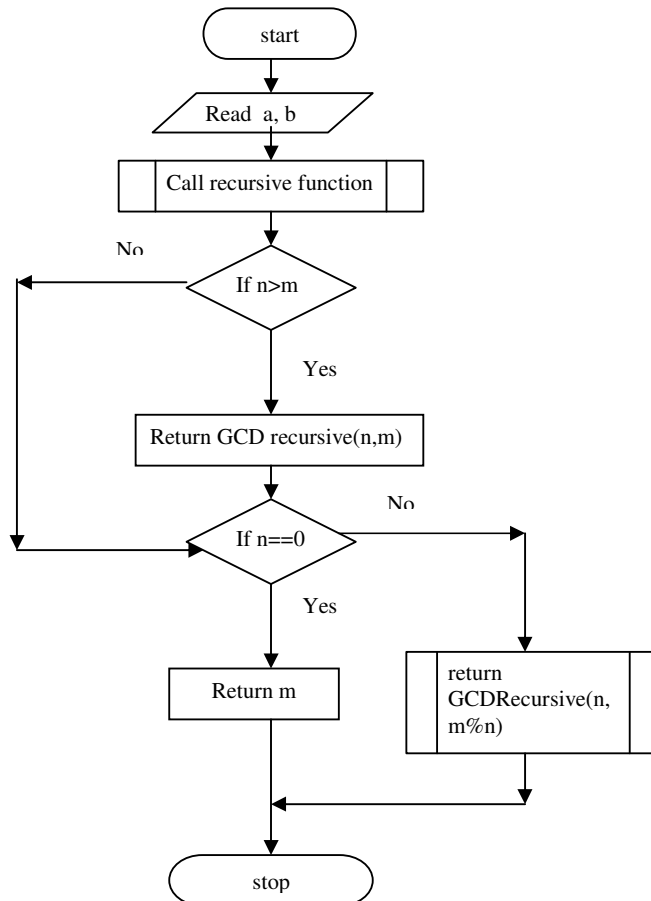 start
Read a, b
Call recursive function
No
If n>m
Yes
Return GCD recursive(n,m)
No
If n==0
Yes
Return m
return
GCDRecursive(n,
m%n)
stop